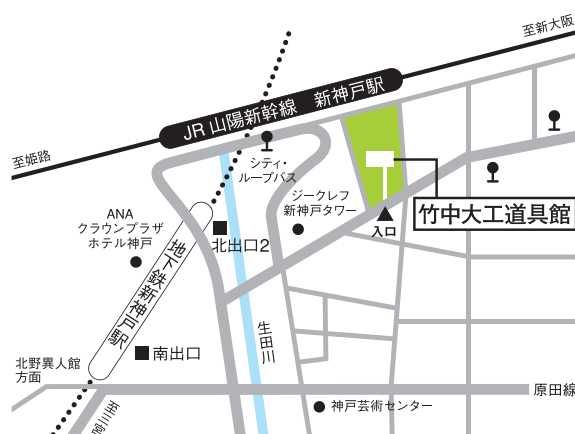 至新大阪
JR 山陽新幹線 新神戸駅
至姫路
シティ・
ループバス
ANA
クラウンプラザ
ホテル神戸
ジークレフ
新神戸タワー
竹中大工道具館
入口
北出口2
地下鉄新神戸駅
生田川
南出口
北野異人館
方面
原田線
神戸芸術センター
至三宮